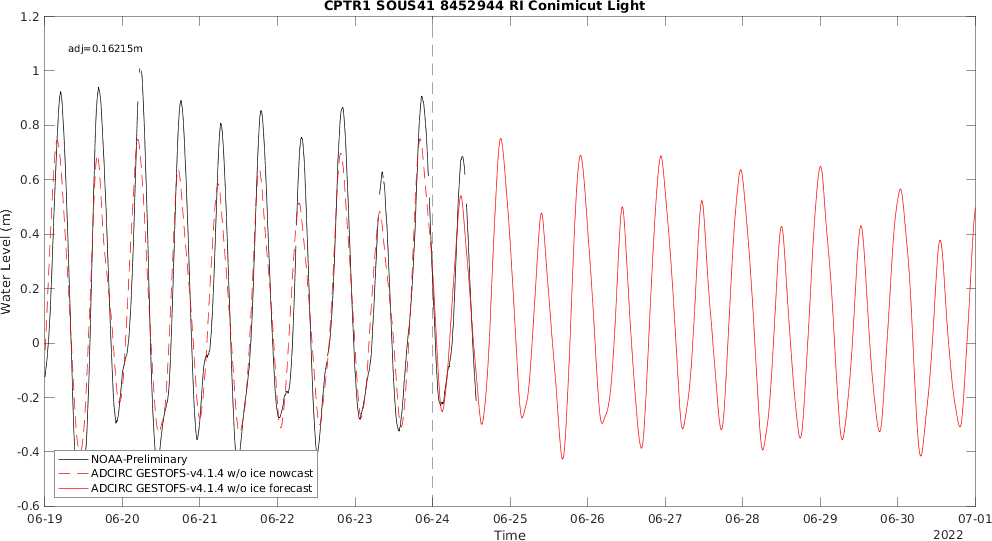 CPTR1 SOUS41 8452944 RI Conimicut Light
adj=0.16215m
1.2
1
0.8
0.6
0.4
0.2
0
-0.2
-0.4
-0.6
Water Level (m)
NOAA-Preliminary
ADCIRC GESTOFS-v4.1.4 w/o ice nowcast
ADCIRC GESTOFS-v4.1.4 w/o ice forecast
06-19 06-20 06-21 06-22 06-23 06-24 06-25 06-26 06-27 06-28 06-29 06-30 07-01
Time
2022